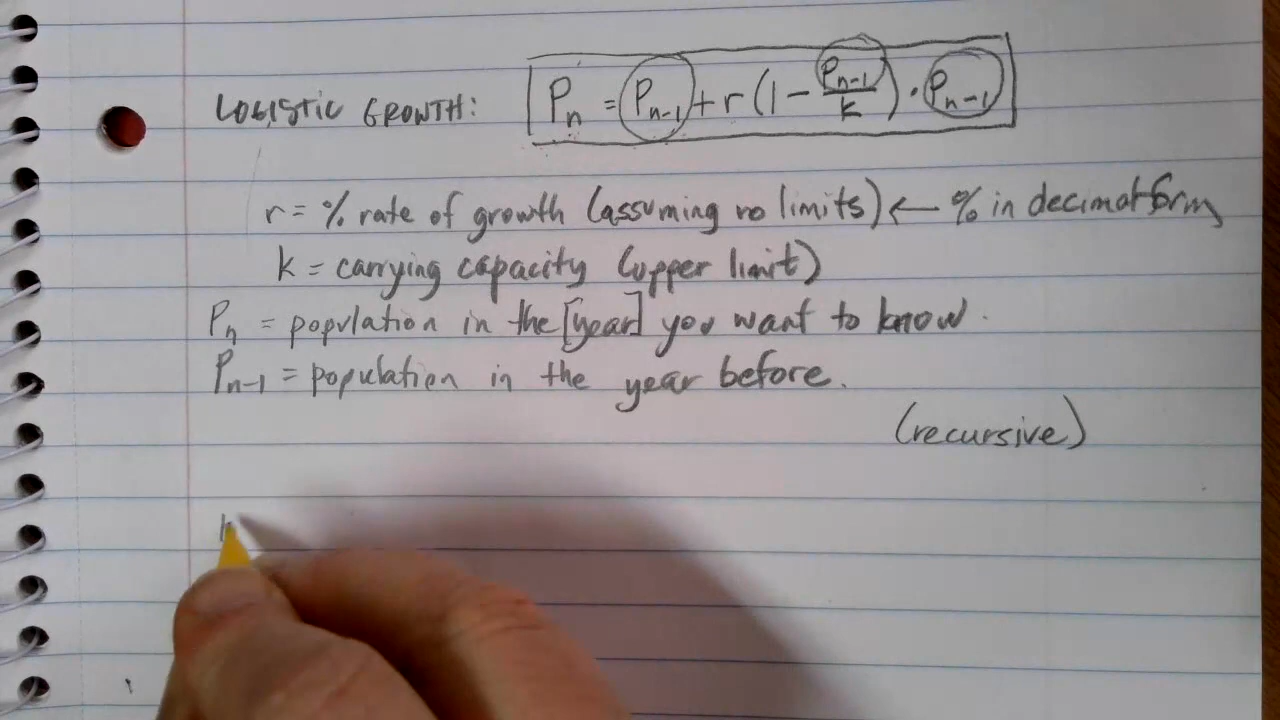 LOGISTIC GROWTH: Pₙ = Pₙ₋₁ + r(1 - Pₙ₋₁/K) · Pₙ₋₁
r = % rate of growth (assuming no limits) ← % in decimal form
K = carrying capacity (upper limit)
Pₙ = population in the [year] you want to know.
Pₙ₋₁ = population in the year before.
(recursive)